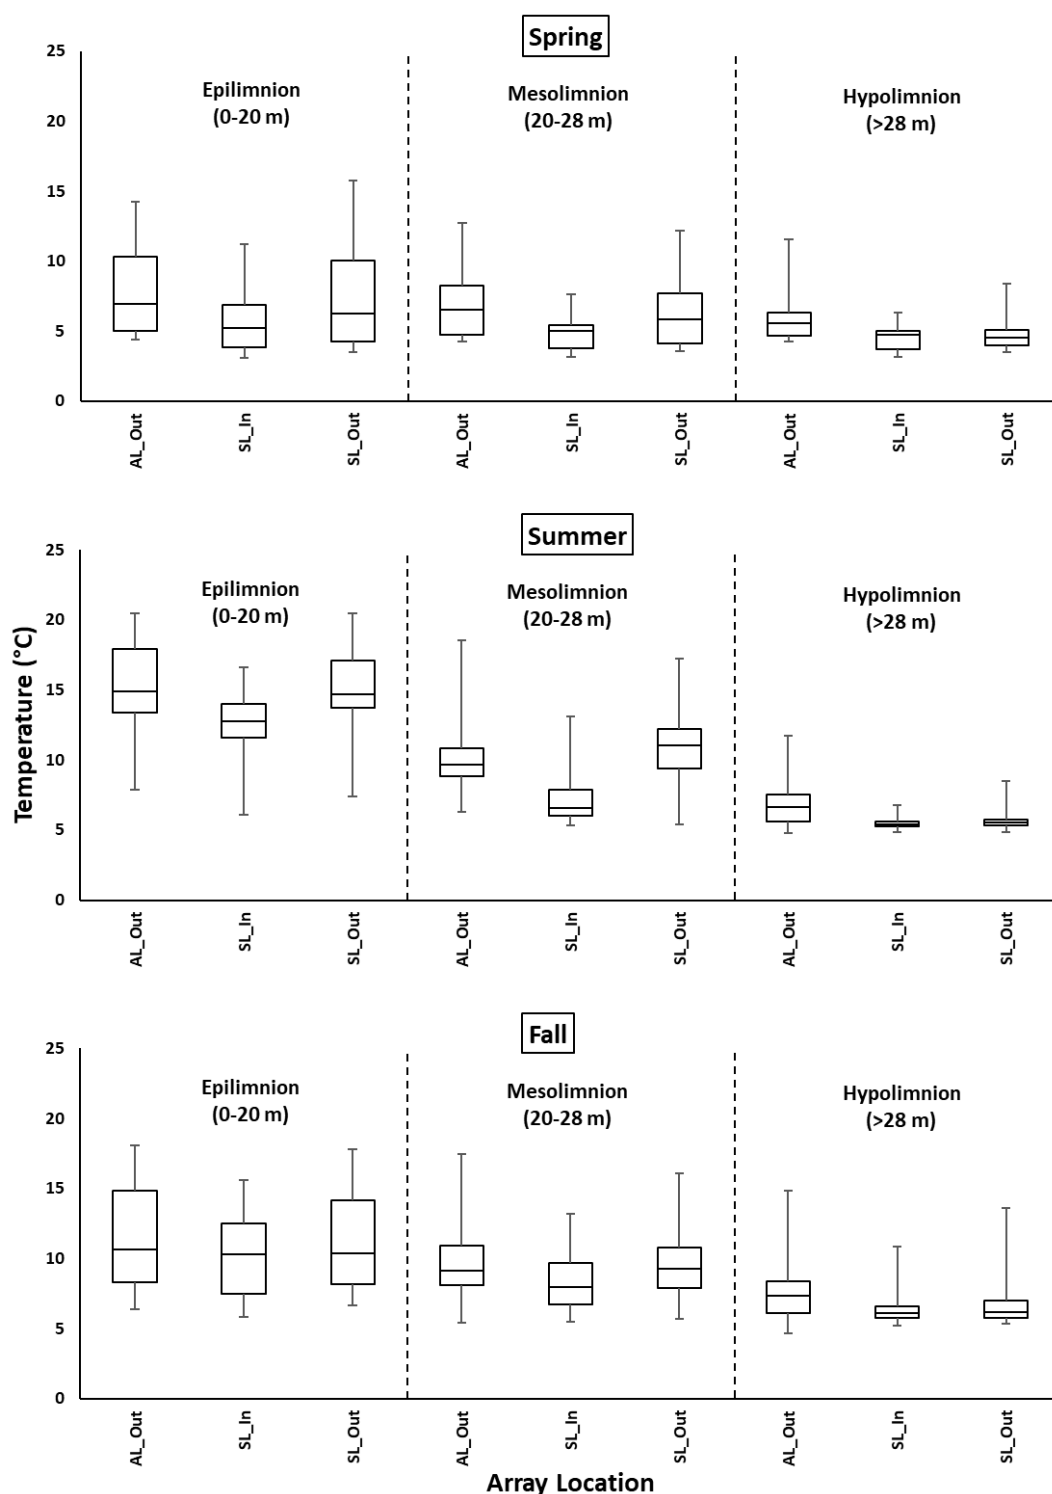 Spring
25
20
15
10
5
0
Epilimnion
(0-20 m)
Mesolimnion
(20-28 m)
Hypolimnion
(>28 m)
AL_Out
SL_In
SL_Out
AL_Out
SL_In
SL_Out
AL_Out
SL_In
SL_Out
Temperature (°C)
Summer
25
20
15
10
5
0
Epilimnion
(0-20 m)
Mesolimnion
(20-28 m)
Hypolimnion
(>28 m)
AL_Out
SL_In
SL_Out
AL_Out
SL_In
SL_Out
AL_Out
SL_In
SL_Out
Fall
25
20
15
10
5
0
Epilimnion
(0-20 m)
Mesolimnion
(20-28 m)
Hypolimnion
(>28 m)
AL_Out
SL_In
SL_Out
AL_Out
SL_In
SL_Out
AL_Out
SL_In
SL_Out
Array Location